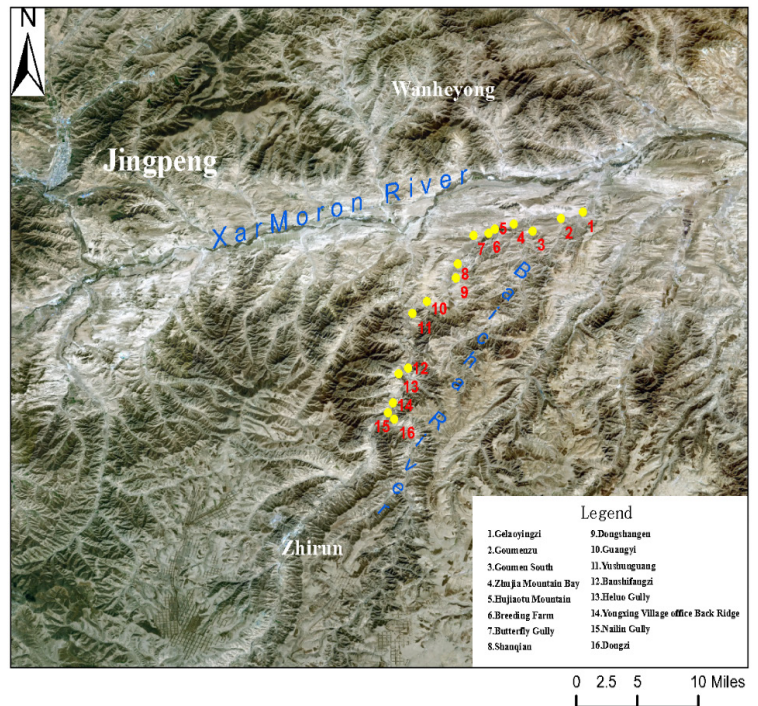 N
Wanheyong
Jingpeng
XarMoron River
1
2
3
4
5
6
7
8
9
10
11
12
13
14
15
16
Baicha River
Zhirun
Legend
1.Gelaoyingzi
2.Goumenzu
3.Goumen South
4.Zhujia Mountain Bay
5.Hujiaotu Mountain
6.Breeding Farm
7.Butterfly Gully
8.Shanqian
9.Dongshangen
10.Guangyi
11.Yushunguang
12.Banshifangzi
13.Heluo Gully
14.Yongxing Village office Back Ridge
15.Nailin Gully
16.Dongzi
0 2.5 5 10 Miles